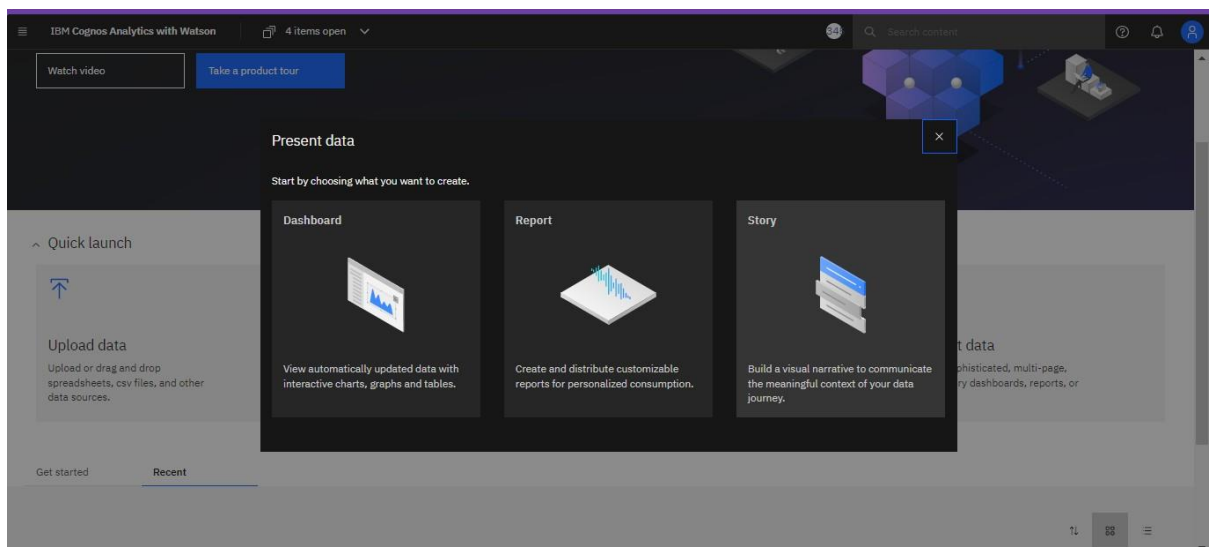 IBM Cognos Analytics with Watson
4 items open
34
Search content
Watch video
Take a product tour
Present data
Start by choosing what you want to create.
Dashboard
View automatically updated data with
interactive charts, graphs and tables.
Report
Create and distribute customizable
reports for personalized consumption.
Story
Build a visual narrative to communicate
the meaningful context of your data
journey.
Quick launch
Upload data
Upload or drag and drop
spreadsheets, csv files, and other
data sources.
data
multi-page,
dashboards, reports, or
Get started
Recent